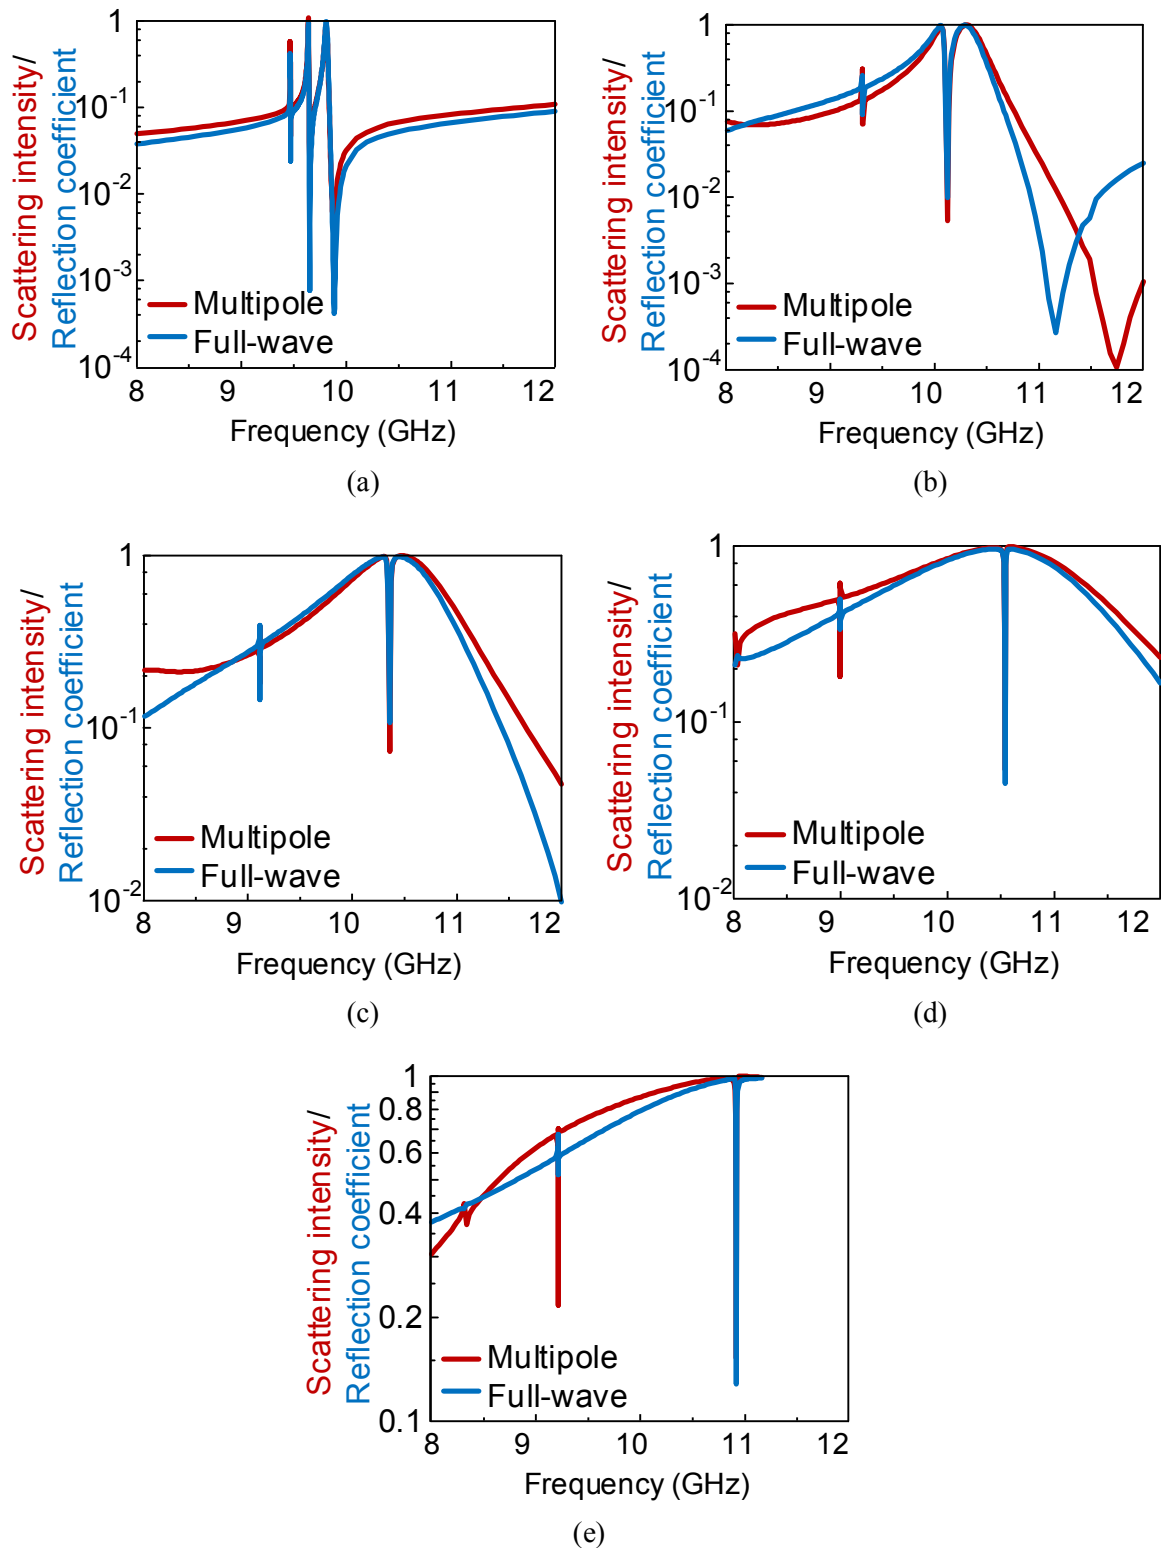 Scattering intensity/
Reflection coefficient
1
10-1
10-2
10-3
10-4
Multipole
Full-wave
8 9 10 11 12
Frequency (GHz)
(a)
Scattering intensity/
Reflection coefficient
1
10-1
10-2
10-3
10-4
Multipole
Full-wave
8 9 10 11 12
Frequency (GHz)
(b)
Scattering intensity/
Reflection coefficient
1
10-1
10-2
Multipole
Full-wave
8 9 10 11 12
Frequency (GHz)
(c)
Scattering intensity/
Reflection coefficient
1
10-1
10-2
Multipole
Full-wave
8 9 10 11 12
Frequency (GHz)
(d)
Scattering intensity/
Reflection coefficient
1
0.8
0.6
0.4
0.2
0.1
Multipole
Full-wave
8 9 10 11 12
Frequency (GHz)
(e)